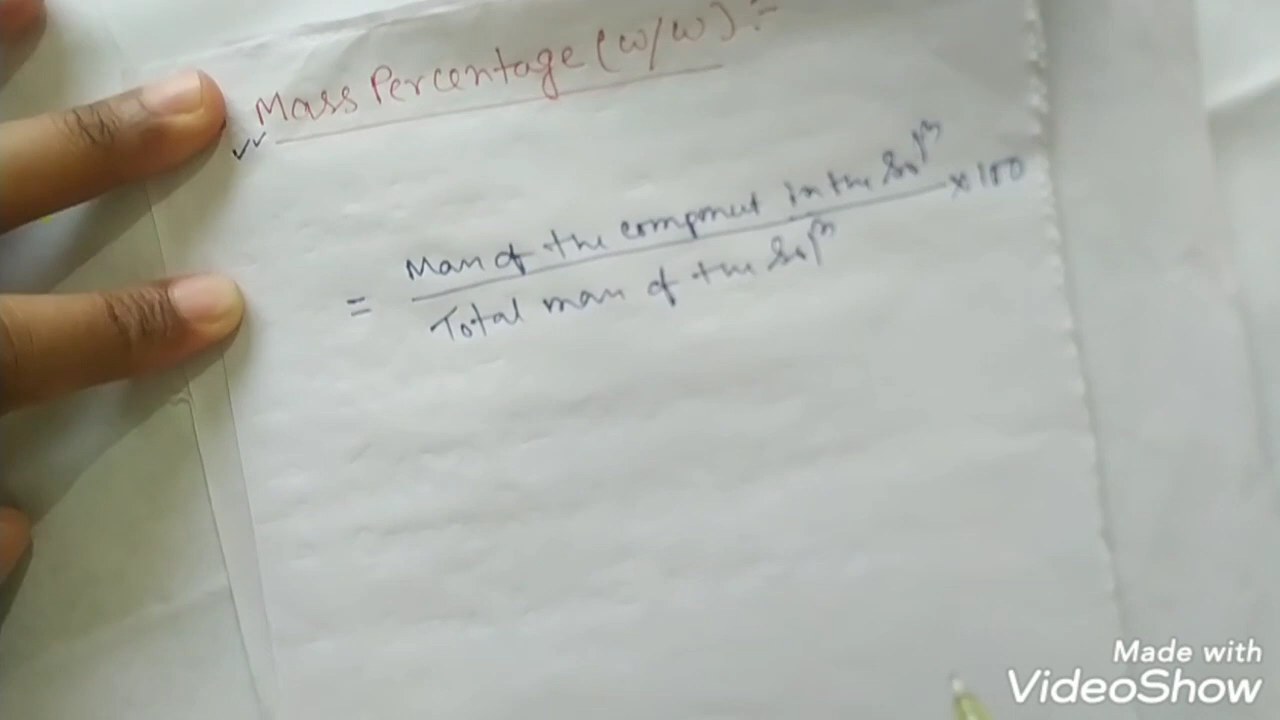 Mass Percentage (w/w) :-
= Mass of the component in the Solⁿ × 100
Total mass of the Solⁿ
Made with
VideoShow